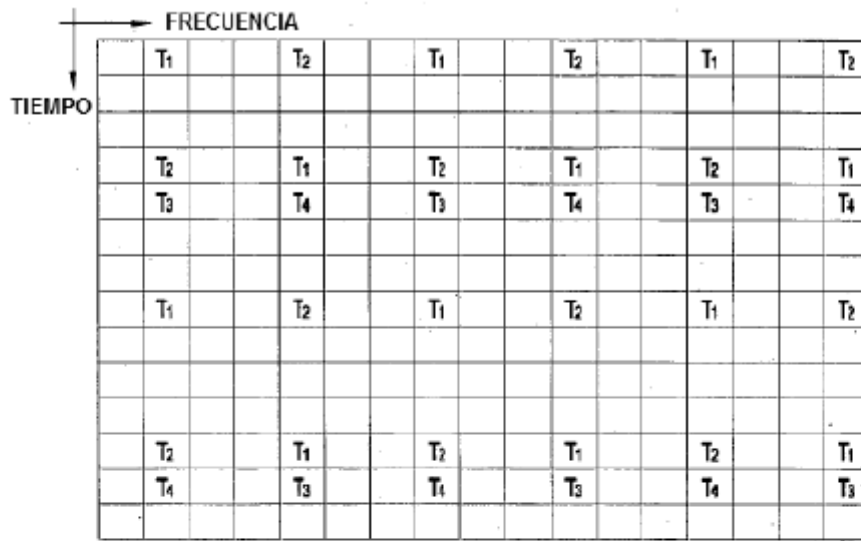 FRECUENCIA
TIEMPO
T1 T2 T1 T2 T1 T2
T2 T1 T2 T1 T2 T1
T3 T4 T3 T4 T3 T4
T1 T2 T1 T2 T1 T2
T2 T1 T2 T1 T2 T1
T4 T3 T4 T3 T4 T3